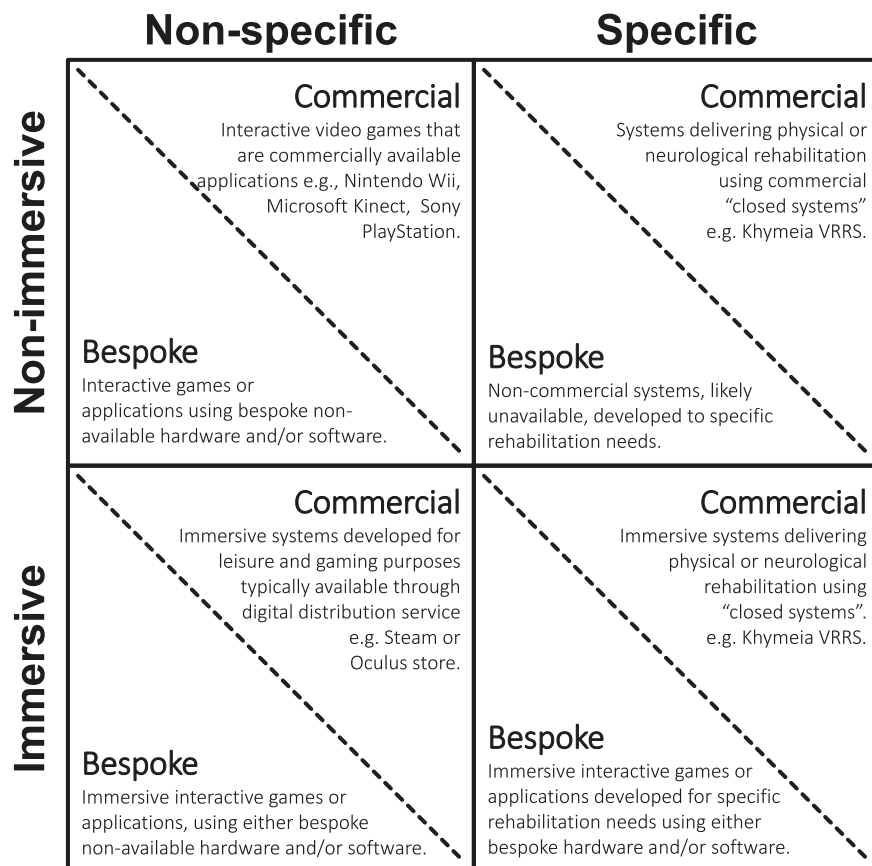 Non-specific
Specific
Non-immersive
Commercial
Interactive video games that
are commercially available
applications e.g., Nintendo Wii,
Microsoft Kinect, Sony
PlayStation.
Bespoke
Interactive games or
applications using bespoke non-
available hardware and/or software.
Commercial
Systems delivering physical or
neurological rehabilitation
using commercial
“closed systems”
e.g. Khymeia VRRS.
Bespoke
Non-commercial systems, likely
unavailable, developed to specific
rehabilitation needs.
Immersive
Commercial
Immersive systems developed for
leisure and gaming purposes
typically available through
digital distribution service
e.g. Steam or
Oculus store.
Bespoke
Immersive interactive games or
applications, using either bespoke
non-available hardware and/or software.
Commercial
Immersive systems delivering
physical or neurological
rehabilitation using
“closed systems”.
e.g. Khymeia VRRS.
Bespoke
Immersive interactive games or
applications developed for specific
rehabilitation needs using either
bespoke hardware and/or software.